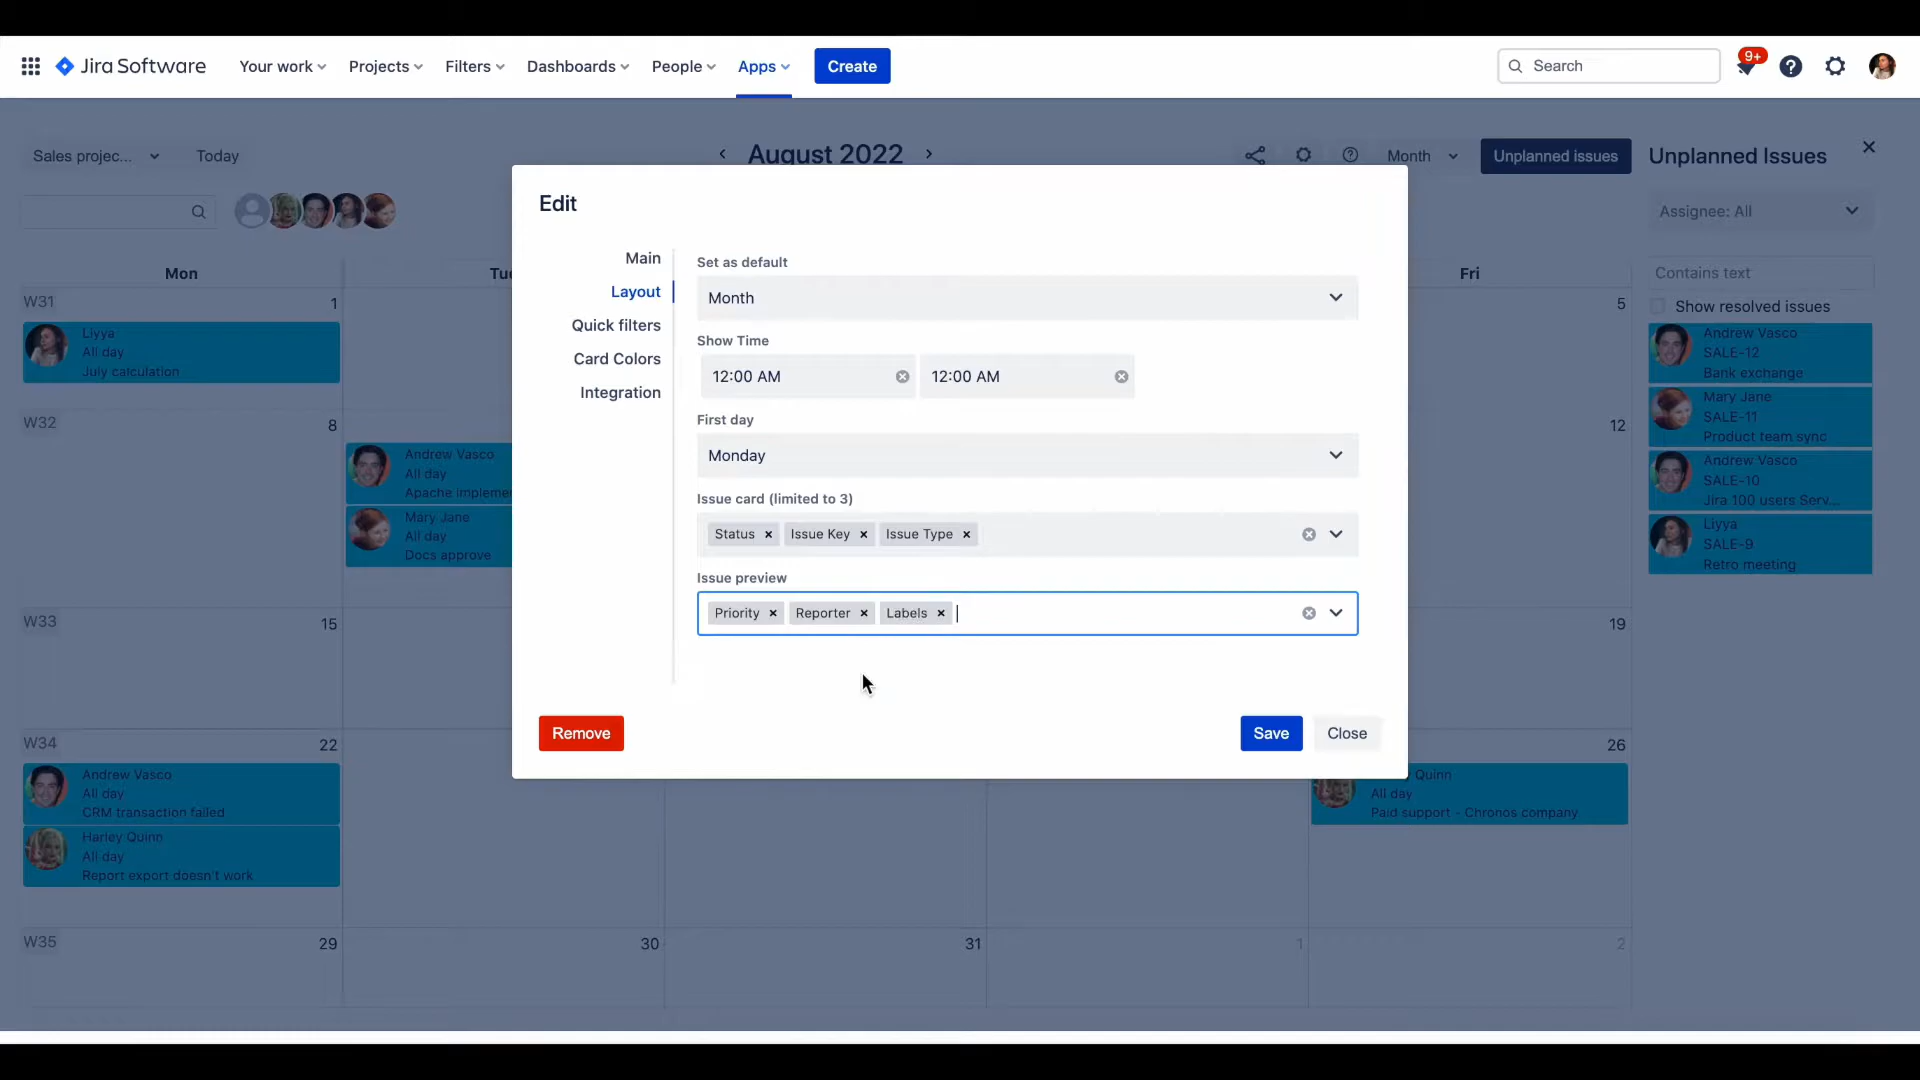 Jira Software
Your work
Projects
Filters
Dashboards
People
Apps
Create
Search
9+
Sales projec...
Today
August 2022
Month
Unplanned issues
Unplanned Issues
Assignee: All
Contains text
Show resolved issues
Mon
Tue
Fri
W31
1
5
Liyya
All day
July calculation
W32
8
12
Andrew Vasco
All day
Apache impleme
Mary Jane
All day
Docs approve
W33
15
19
W34
22
26
Andrew Vasco
All day
CRM transaction failed
Harley Quinn
All day
Report export doesn't work
Quinn
All day
Paid support - Chronos company
W35
29
30
31
1
2
Andrew Vasco
SALE-12
Bank exchange
Mary Jane
SALE-11
Product team sync
Andrew Vasco
SALE-10
Jira 100 users Serv...
Liyya
SALE-9
Retro meeting
Edit
Main
Layout
Quick filters
Card Colors
Integration
Set as default
Month
Show Time
12:00 AM
12:00 AM
First day
Monday
Issue card (limited to 3)
Status
Issue Key
Issue Type
Issue preview
Priority
Reporter
Labels
Remove
Save
Close